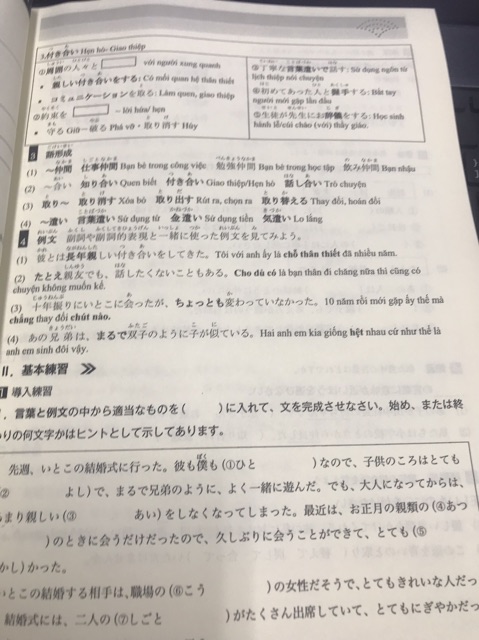 3.付き合い Hẹn hò- Giao thiệp
①周囲の人々と với người xung quanh
• 親しい付き合いをする: Có mối quan hệ thân thiết
• コミュニケーションを取る: Làm quen, giao thiệp
②約束を – lời hứa/ hẹn
• 守る Giữ – 破る Phá vỡ・取り消す Hủy
③丁寧な言葉遣いで話す: Sử dụng ngôn từ lịch thiệp nói chuyện
④初めてあった人と握手する: Bắt tay người mới gặp lần đầu
⑤生徒が先生にお辞儀をする: Học sinh hành lễ/cúi chào (với) thầy giáo.
3 語形成
(1) ～仲間 仕事仲間 Bạn bè trong công việc 勉強仲間 Bạn bè trong học tập 飲み仲間 Bạn nhậu
(2) ～合い 知り合い Quen biết 付き合い Giao thiệp/Hẹn hò 話し合い Trò chuyện
(3) 取り～ 取り消す Xóa bỏ 取り出す Rút ra, chọn ra 取り替える Thay đổi, hoán đổi
(4) ～遣い 言葉遣い Sử dụng từ 金遣い Sử dụng tiền 気遣い Lo lắng
4 例文 副詞や副詞的表現と一緒に使った例文を見てみよう。
(1) 彼とは長年親しい付き合いをしてきた。Tôi với anh ấy là chỗ thân thiết đã nhiều năm.
(2) たとえ親友でも、話したくないこともある。Cho dù có là bạn thân đi chăng nữa thì cũng có
chuyện không muốn kể.
(3) 十年振りにいとこに会ったが、ちょっとも変わっていなかった。10 năm rồi mới gặp ấy thế mà
chẳng thay đổi chút nào.
(4) あの兄弟は、まるで双子のように子が似ている。Hai anh em kia giống hệt nhau cứ như thể là
anh em sinh đôi vậy.
II. 基本練習
1 導入練習
言葉と例文の中から適当なものを( )に入れて、文を完成させなさい。始め、または終
わりの何文字かはヒントとして示してあります。
先週、いとこの結婚式に行った。彼も僕も (①ひと )なので、子供のころはとても
(② よし) で、まるで兄弟のように、よく一緒に遊んだ。でも、大人になってからは、
あまり親しい (③ あい) をしなくなってしまった。最近は、お正月の親類の (④あつ
)のときに会うだけだったので、久しぶりに会うことができて、とても (⑤
かし) かった。
いとこの結婚する相手は、職場の (⑥こう )の女性だそうで、とてもきれいな人だっ
結婚式には、二人の (⑦しごと )がたくさん出席していて、とてもにぎやかだっ